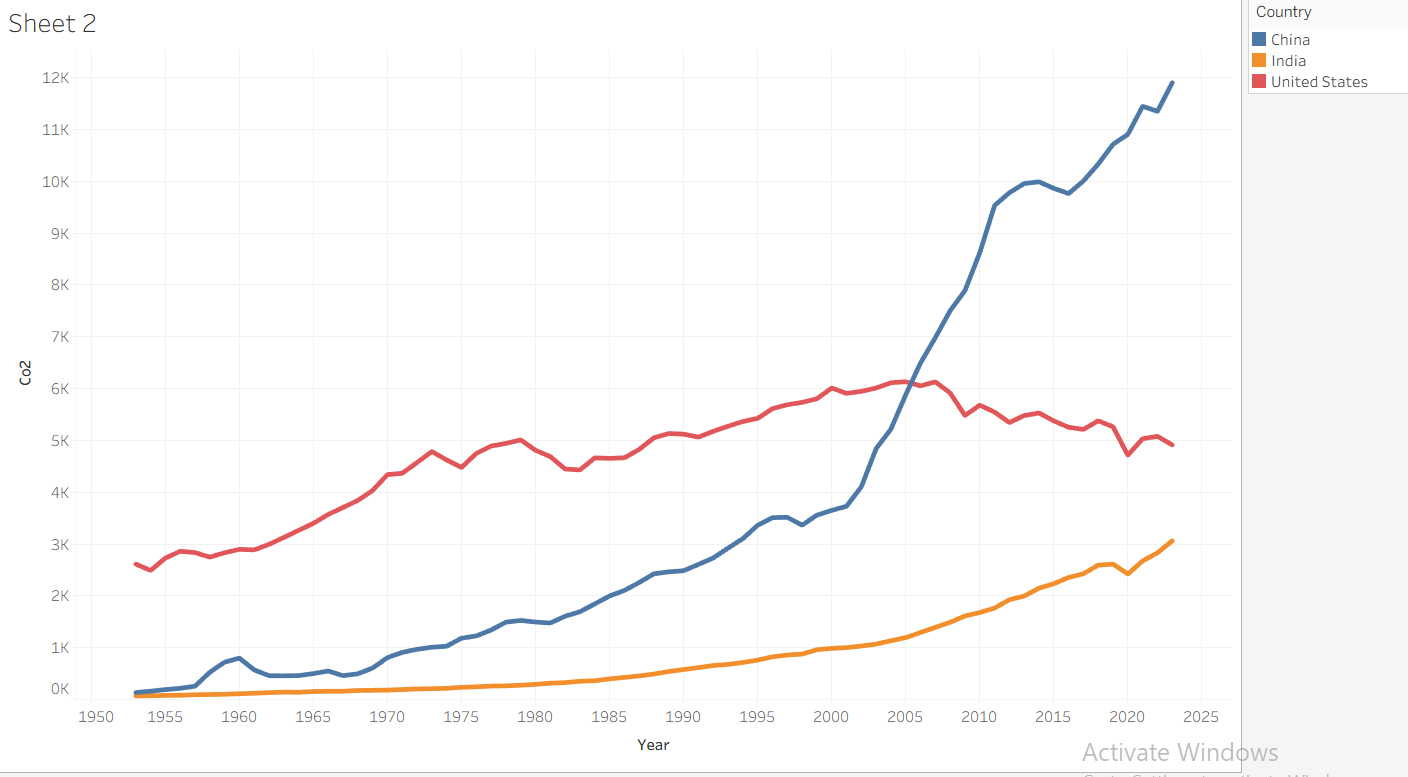 Sheet 2
Country
China
India
United States
12K
11K
10K
9K
8K
7K
6K
5K
4K
3K
2K
1K
0K
Co2
1950 1955 1960 1965 1970 1975 1980 1985 1990 1995 2000 2005 2010 2015 2020 2025
Year
Activate Windows